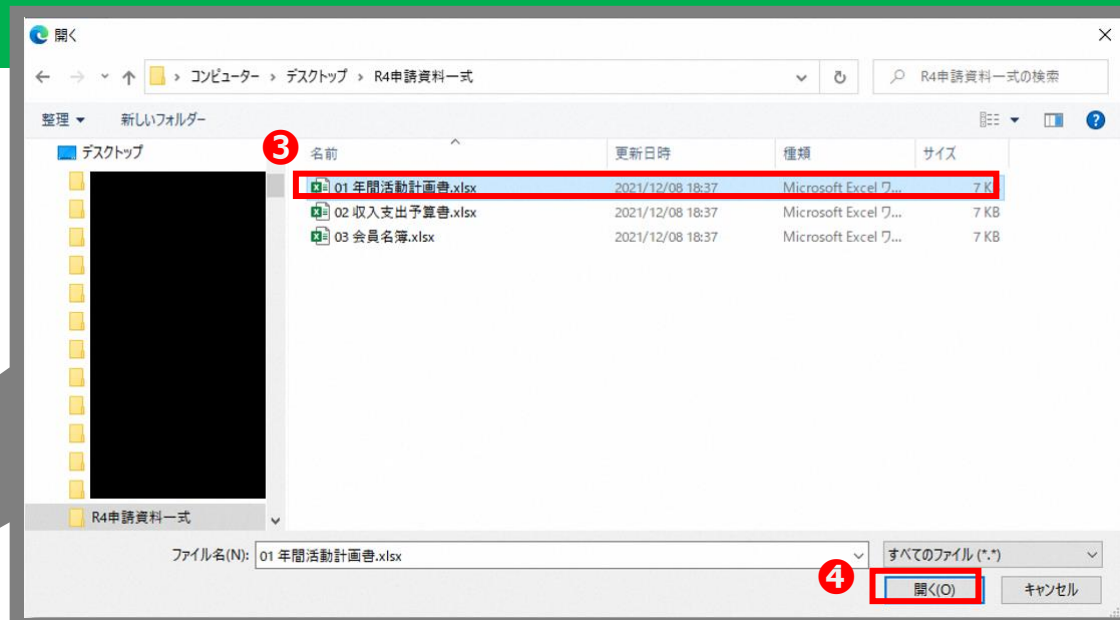 開く
コンピューター › デスクトップ › R4申請資料一式
R4申請資料一式の検索
整理 新しいフォルダー
デスクトップ
❸
名前 更新日時 種類 サイズ
01 年間活動計画書.xlsx 2021/12/08 18:37 Microsoft Excel ワ... 7 KB
02 収入支出予算書.xlsx 2021/12/08 18:37 Microsoft Excel ワ... 7 KB
03 会員名簿.xlsx 2021/12/08 18:37 Microsoft Excel ワ... 7 KB
R4申請資料一式
ファイル名(N): 01 年間活動計画書.xlsx すべてのファイル (*.*)
❹
開く(O) キャンセル